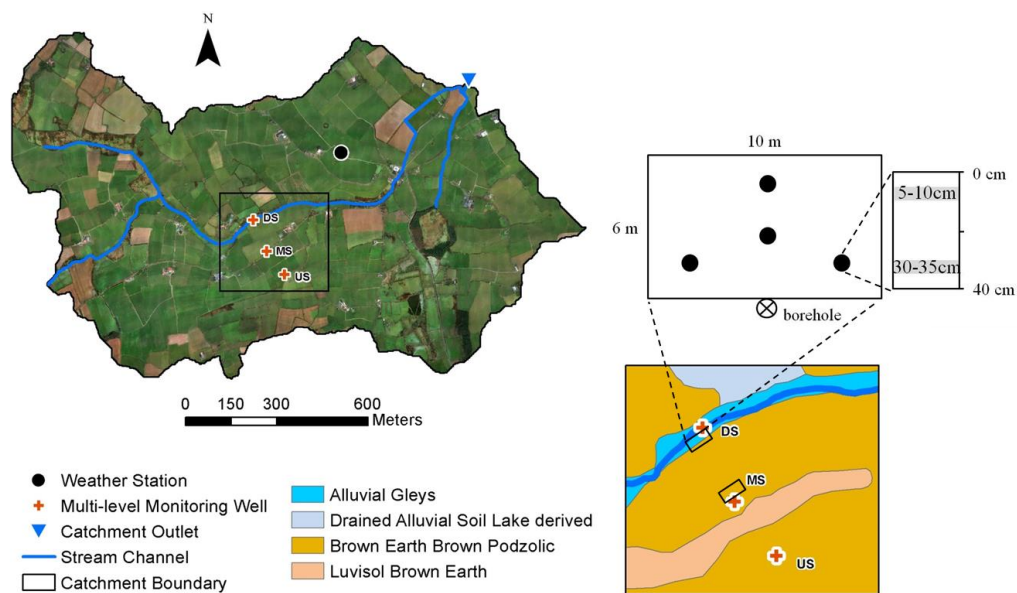 N
DS
MS
US
0 150 300 600
Meters
Weather Station
Multi-level Monitoring Well
Catchment Outlet
Stream Channel
Catchment Boundary
Alluvial Gleys
Drained Alluvial Soil Lake derived
Brown Earth Brown Podzolic
Luvisol Brown Earth
10 m
6 m
0 cm
5-10cm
30-35cm
40 cm
borehole
DS
MS
US